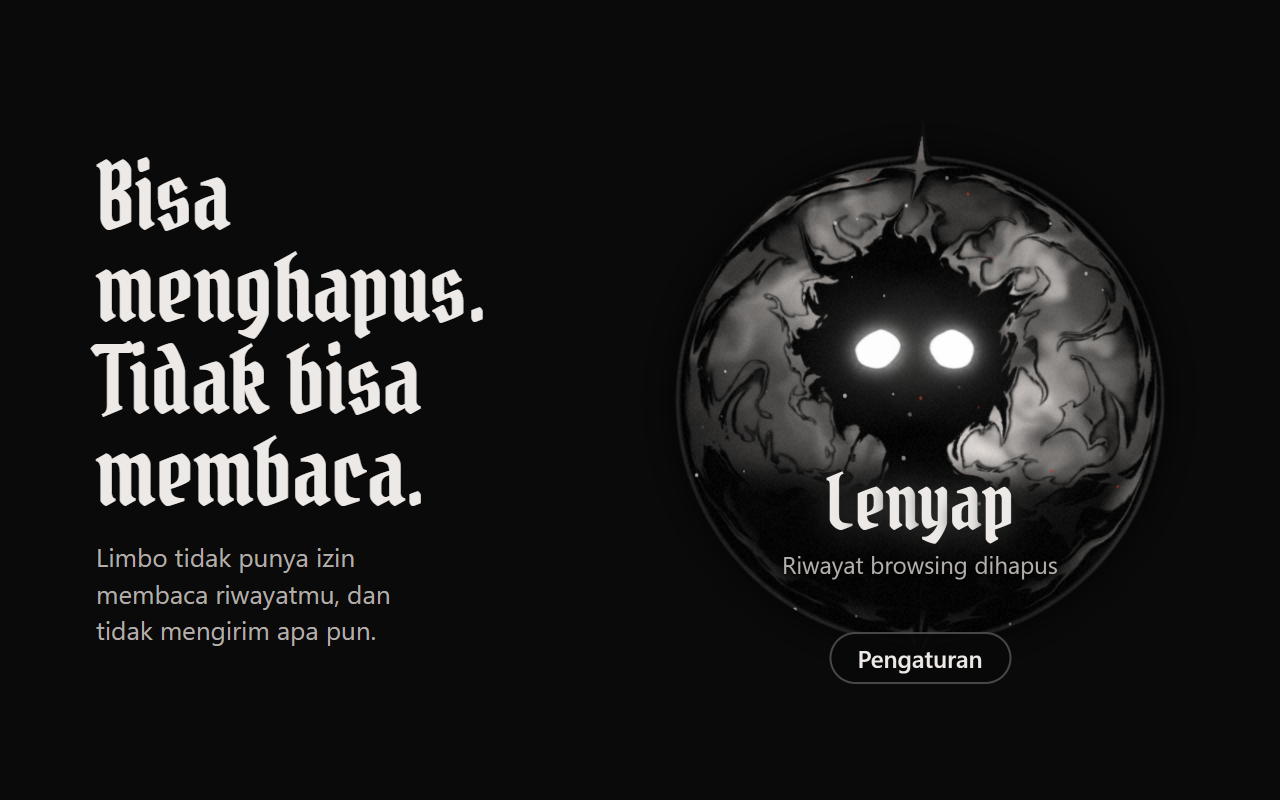 Bisa
menghapus.
Tidak bisa
membaca.
Limbo tidak punya izin
membaca riwayatmu, dan
tidak mengirim apa pun.
Lenyap
Riwayat browsing dihapus
Pengaturan